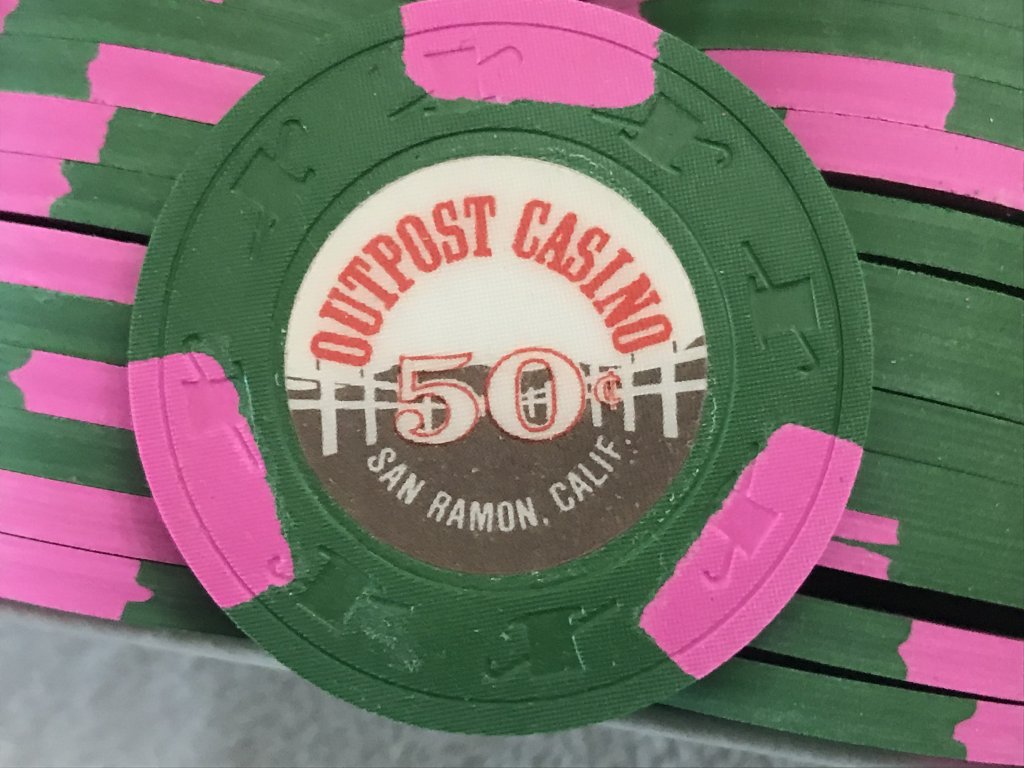 OUTPOST CASINO
50¢
SAN RAMON, CALIF.